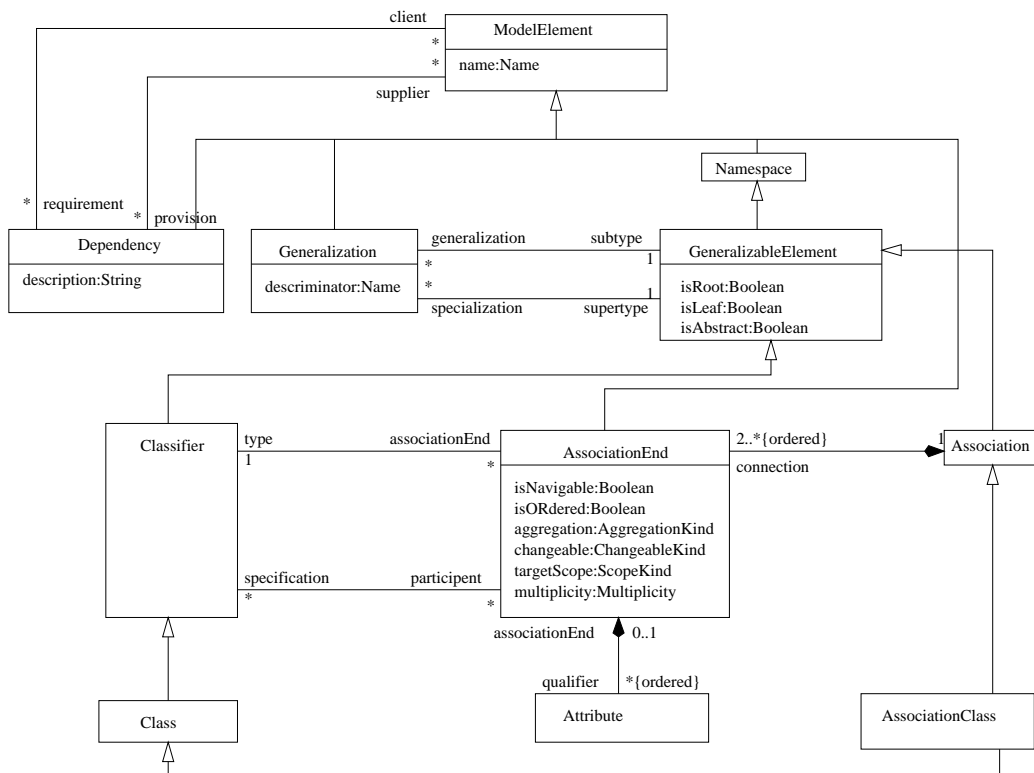 client
ModelElement
*
*
name:Name
supplier
Namespace
* requirement
* provision
Dependency
description:String
Generalization
descriminator:Name
generalization
subtype
*
1
*
1
specialization
supertype
GeneralizableElement
isRoot:Boolean
isLeaf:Boolean
isAbstract:Boolean
Classifier
type
associationEnd
1
*
AssociationEnd
isNavigable:Boolean
isORdered:Boolean
aggregation:AggregationKind
changeable:ChangeableKind
targetScope:ScopeKind
multiplicity:Multiplicity
2..*{ordered}
1
connection
Association
specification
participent
*
*
associationEnd
0..1
qualifier
*{ordered}
Class
Attribute
AssociationClass